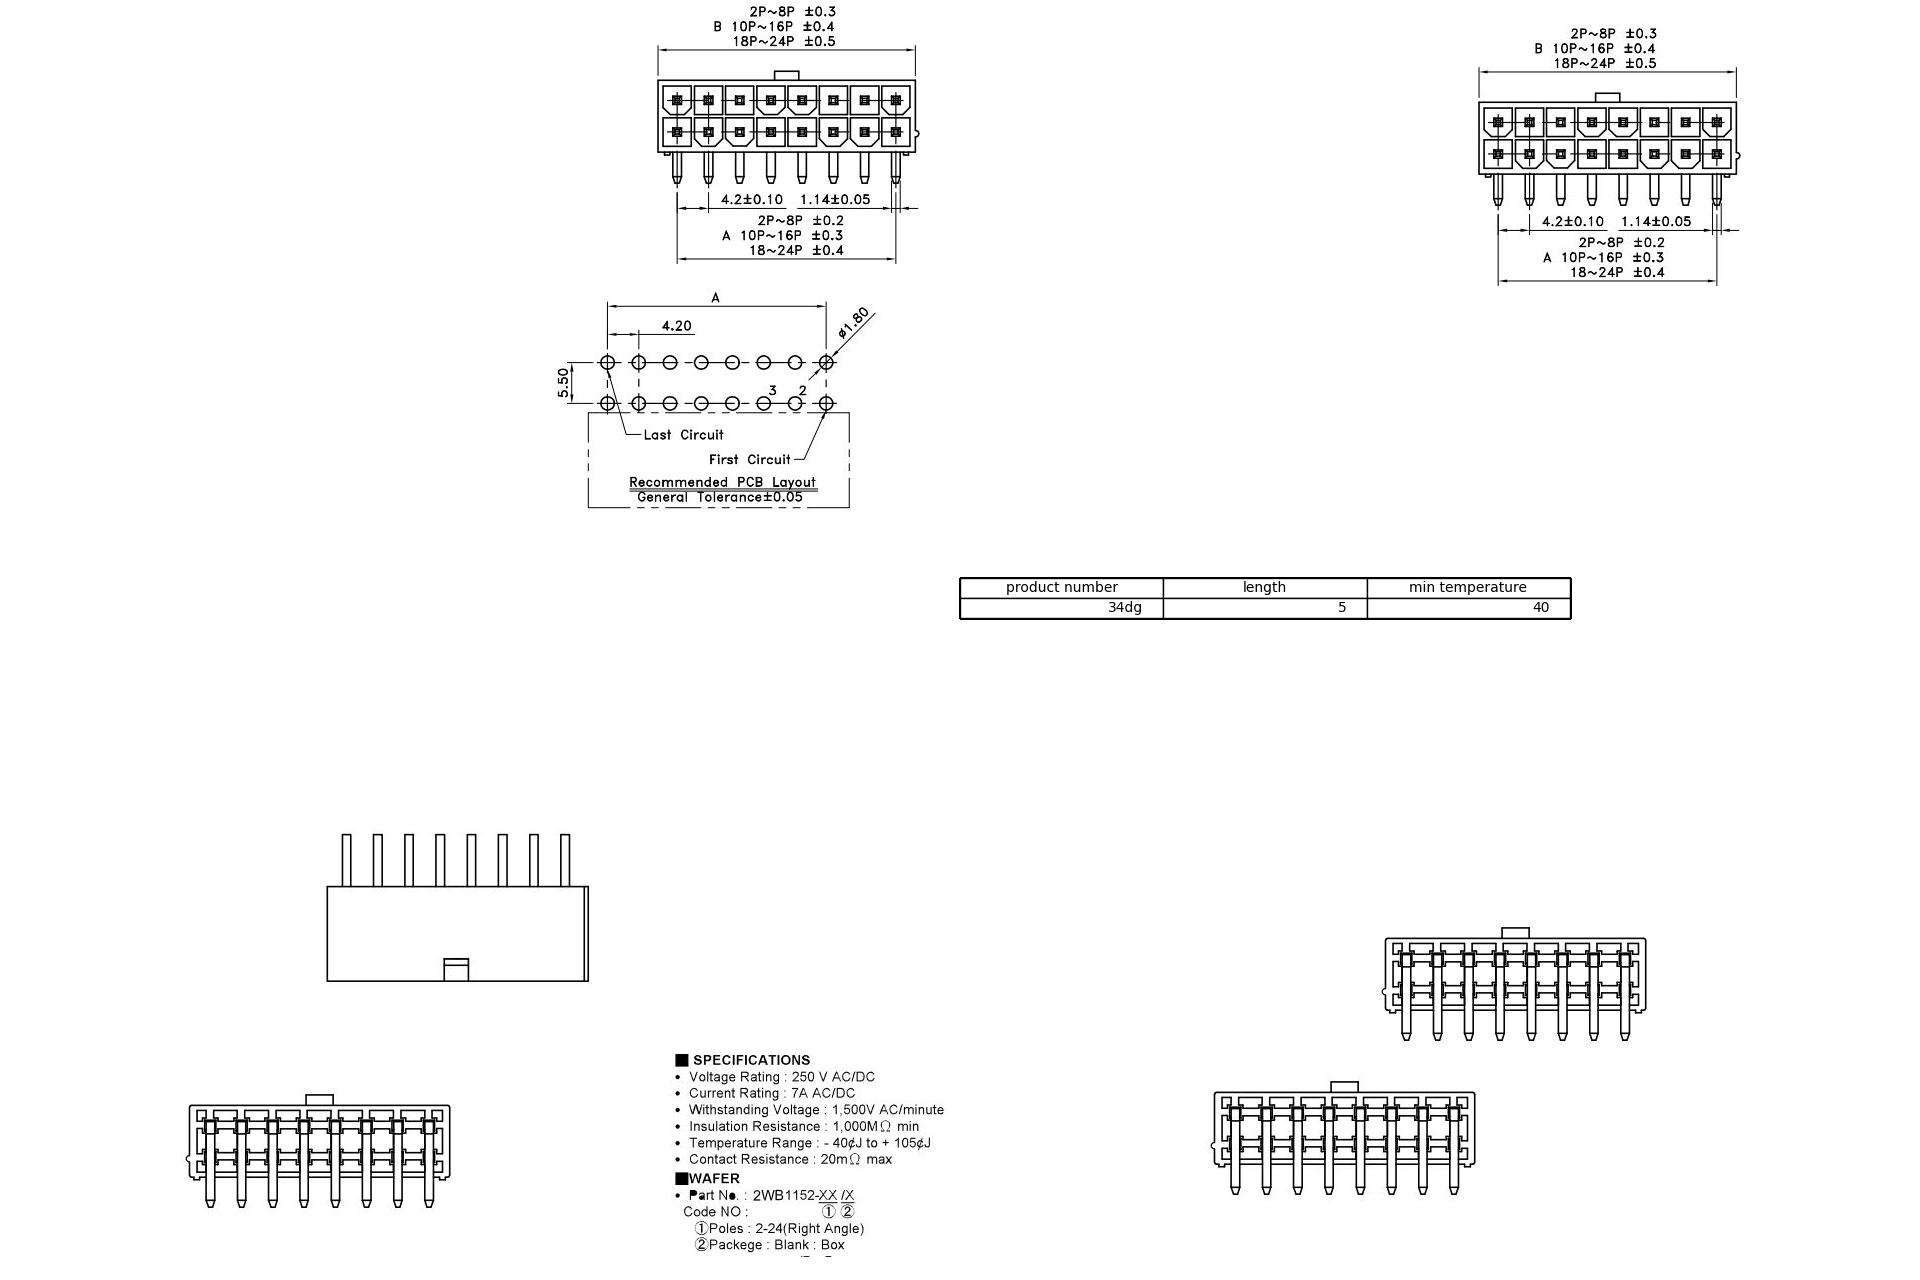 2P~8P ±0.3
B 10P~16P ±0.4
18P~24P ±0.5
4.2±0.10 1.14±0.05
2P~8P ±0.2
A 10P~16P ±0.3
18~24P ±0.4
2P~8P ±0.3
B 10P~16P ±0.4
18P~24P ±0.5
4.2±0.10 1.14±0.05
2P~8P ±0.2
A 10P~16P ±0.3
18~24P ±0.4
A
4.20
ø1.80
5.50
3 2
Last Circuit
First Circuit
Recommended PCB Layout
General Tolerance±0.05
product number length min temperature
34dg 5 40
■ SPECIFICATIONS
• Voltage Rating : 250 V AC/DC
• Current Rating : 7A AC/DC
• Withstanding Voltage : 1,500V AC/minute
• Insulation Resistance : 1,000MΩ min
• Temperature Range : - 40¢J to + 105¢J
• Contact Resistance : 20mΩ max
■WAFER
• Part No. : 2WB1152-XX /X
Code NO : ① ②
①Poles : 2-24(Right Angle)
②Packege : Blank : Box